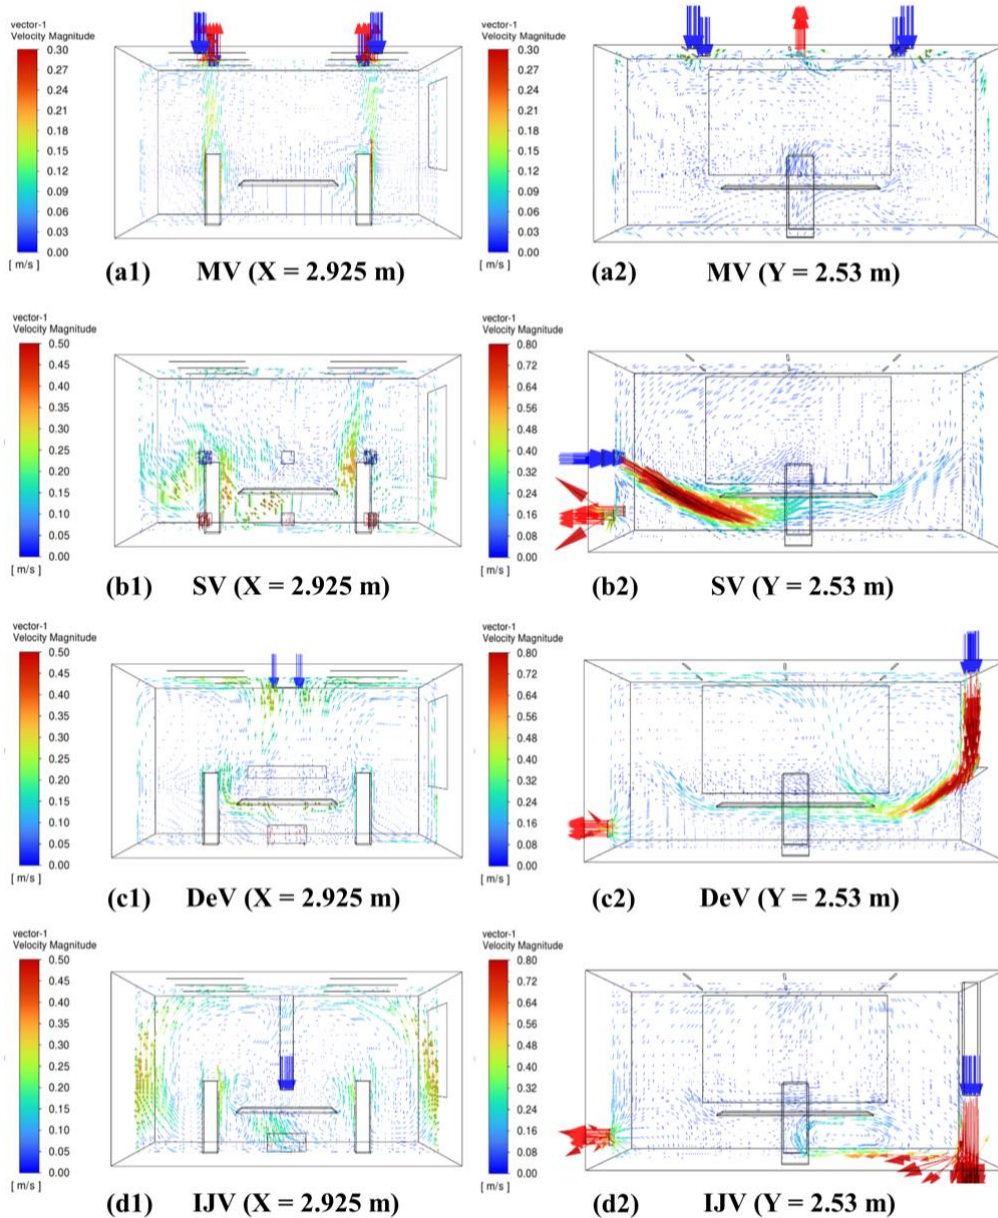 vector-1
Velocity Magnitude
0.30
0.27
0.24
0.21
0.18
0.15
0.12
0.09
0.06
0.03
0.00
[ m/s ]
(a1) MV (X = 2.925 m)
vector-1
Velocity Magnitude
0.30
0.27
0.24
0.21
0.18
0.15
0.12
0.09
0.06
0.03
0.00
[ m/s ]
(a2) MV (Y = 2.53 m)
vector-1
Velocity Magnitude
0.50
0.45
0.40
0.35
0.30
0.25
0.20
0.15
0.10
0.05
0.00
[ m/s ]
(b1) SV (X = 2.925 m)
vector-1
Velocity Magnitude
0.80
0.72
0.64
0.56
0.48
0.40
0.32
0.24
0.16
0.08
0.00
[ m/s ]
(b2) SV (Y = 2.53 m)
vector-1
Velocity Magnitude
0.50
0.45
0.40
0.35
0.30
0.25
0.20
0.15
0.10
0.05
0.00
[ m/s ]
(c1) DeV (X = 2.925 m)
vector-1
Velocity Magnitude
0.80
0.72
0.64
0.56
0.48
0.40
0.32
0.24
0.16
0.08
0.00
[ m/s ]
(c2) DeV (Y = 2.53 m)
vector-1
Velocity Magnitude
0.50
0.45
0.40
0.35
0.30
0.25
0.20
0.15
0.10
0.05
0.00
[ m/s ]
(d1) IJV (X = 2.925 m)
vector-1
Velocity Magnitude
0.80
0.72
0.64
0.56
0.48
0.40
0.32
0.24
0.16
0.08
0.00
[ m/s ]
(d2) IJV (Y = 2.53 m)